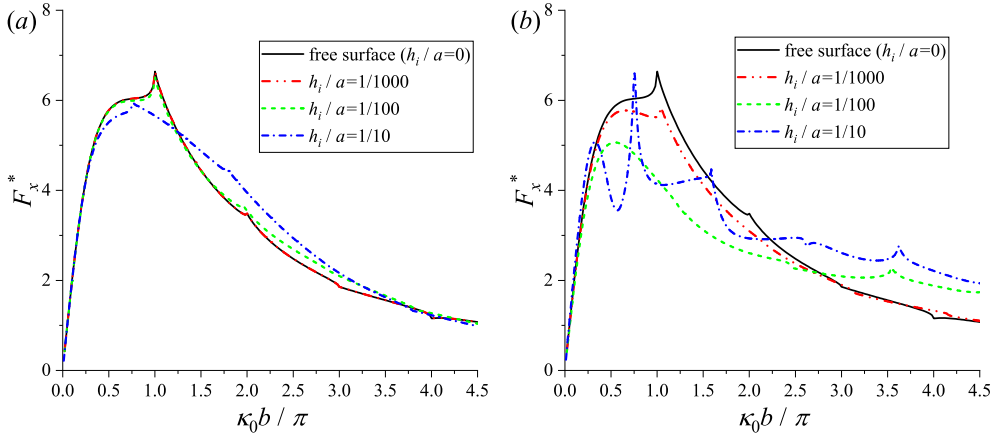 (a)
F*x
8
6
4
2
0
0.0 0.5 1.0 1.5 2.0 2.5 3.0 3.5 4.0 4.5
κ0b / π
free surface (hi / a=0)
hi / a=1/1000
hi / a=1/100
hi / a=1/10
(b)
F*x
8
6
4
2
0
0.0 0.5 1.0 1.5 2.0 2.5 3.0 3.5 4.0 4.5
κ0b / π
free surface (hi / a=0)
hi / a=1/1000
hi / a=1/100
hi / a=1/10